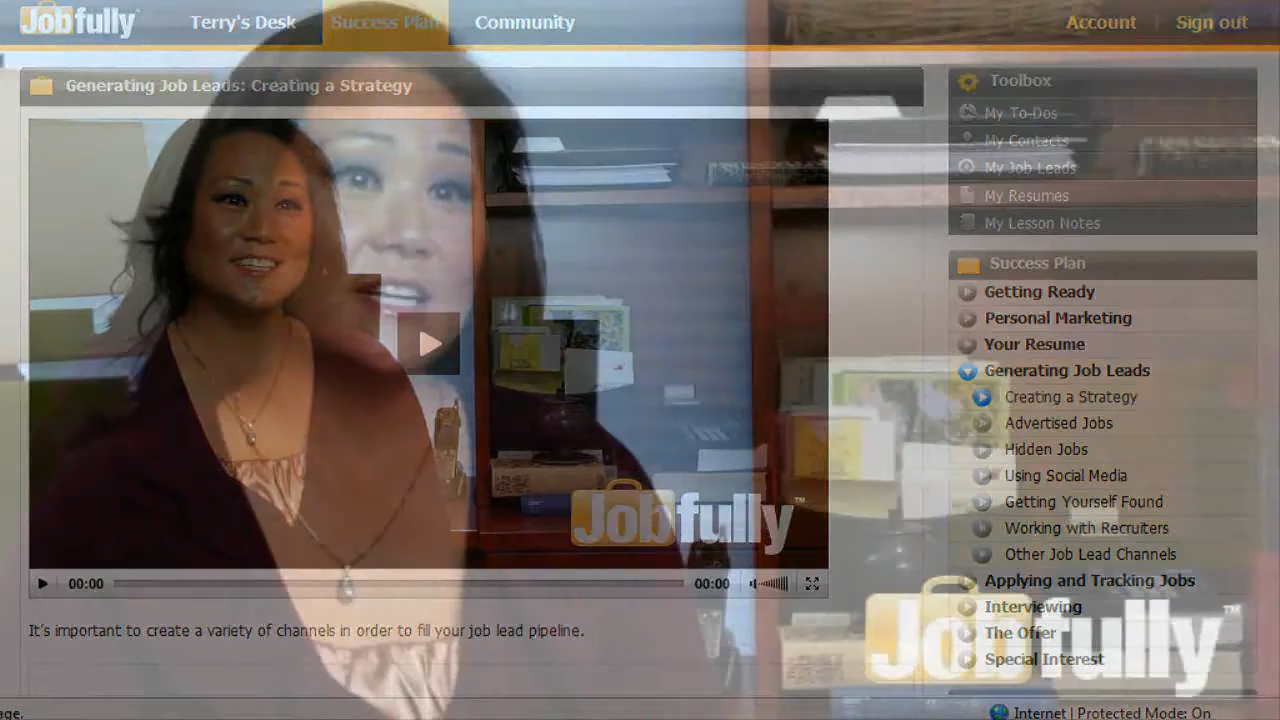 Jobfully
Terry's Desk
Success Plan
Community
Account
Sign out
Generating Job Leads: Creating a Strategy
Toolbox
My To-Dos
My Contacts
My Job Leads
My Resumes
My Lesson Notes
Success Plan
Getting Ready
Personal Marketing
Your Resume
Generating Job Leads
Creating a Strategy
Advertised Jobs
Hidden Jobs
Using Social Media
Getting Yourself Found
Working with Recruiters
Other Job Lead Channels
Applying and Tracking Jobs
Interviewing
The Offer
Special Interest
Jobfully™
00:00
00:00
It's important to create a variety of channels in order to fill your job lead pipeline.
Jobfully™
age.
Internet | Protected Mode: On